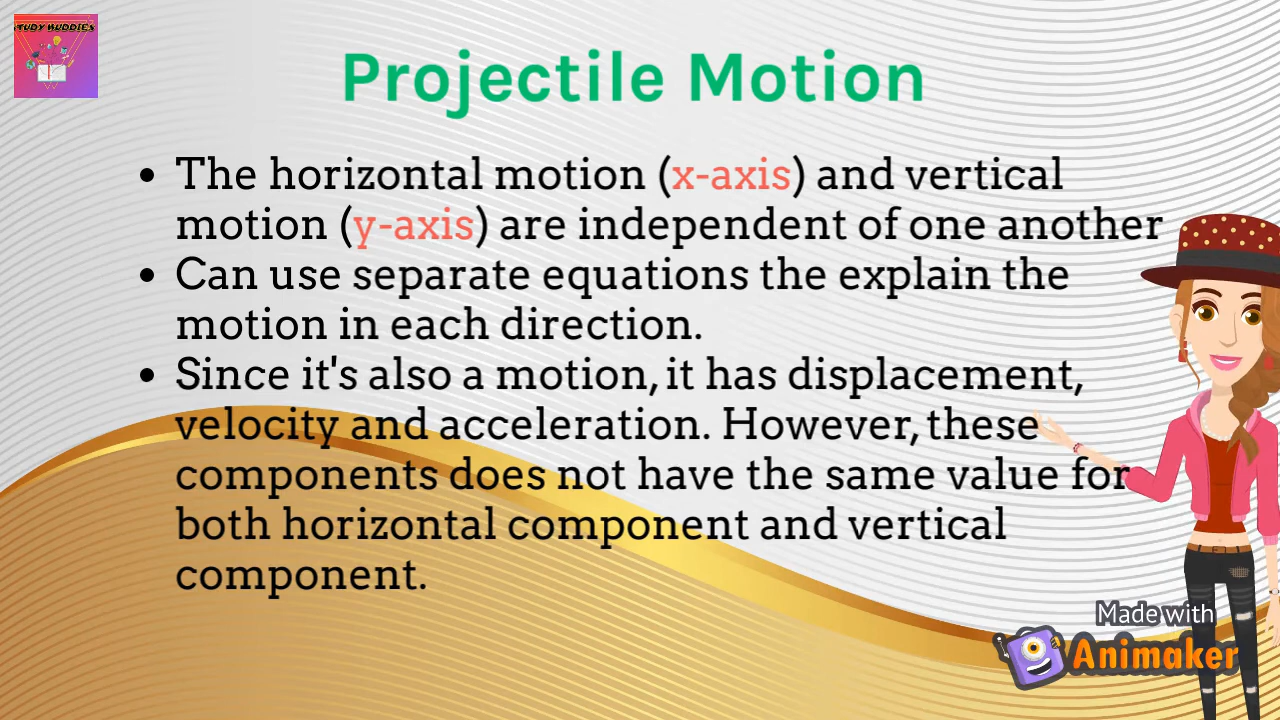 STUDY BUDDIES
Projectile Motion
• The horizontal motion (x-axis) and vertical
motion (y-axis) are independent of one another
• Can use separate equations the explain the
motion in each direction.
• Since it's also a motion, it has displacement,
velocity and acceleration. However, these
components does not have the same value for
both horizontal component and vertical
component.
Made with
Animaker